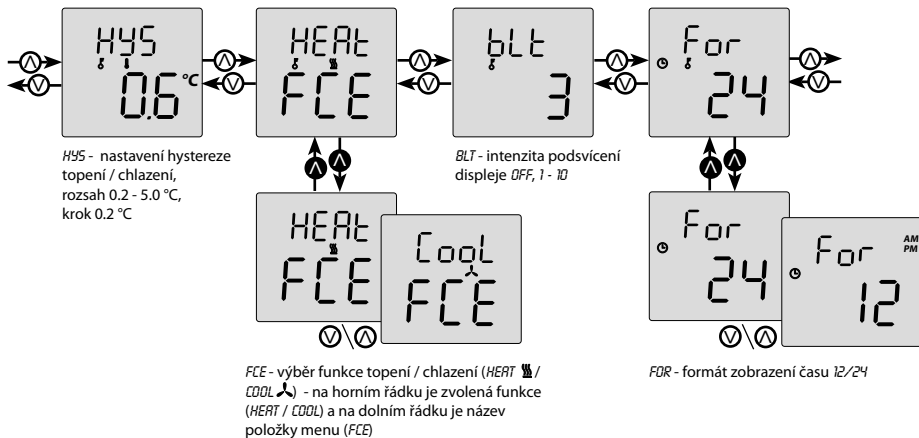 HYS
0.6 °C
HEAt
FCE
bLt
3
For
24
HYS - nastavení hystereze
topení / chlazení,
rozsah 0.2 - 5.0 °C,
krok 0.2 °C
BLT - intenzita podsvícení
displeje OFF, 1 - 10
HEAt
FCE
CooL
FCE
For
24
For
AM
PM
12
FCE - výběr funkce topení / chlazení (HEAT /
COOL ) - na horním řádku je zvolená funkce
(HEAT / COOL) a na dolním řádku je název
položky menu (FCE)
FOR - formát zobrazení času 12/24